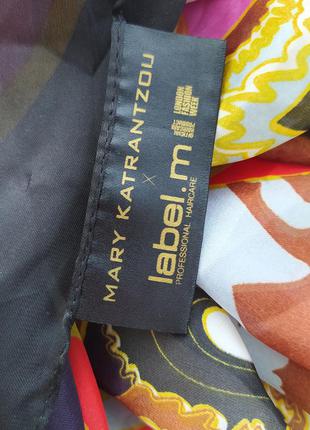 MARY KATRANTZOU
×
label.m
PROFESSIONAL HAIRCARE
LONDON
FASHION
WEEK